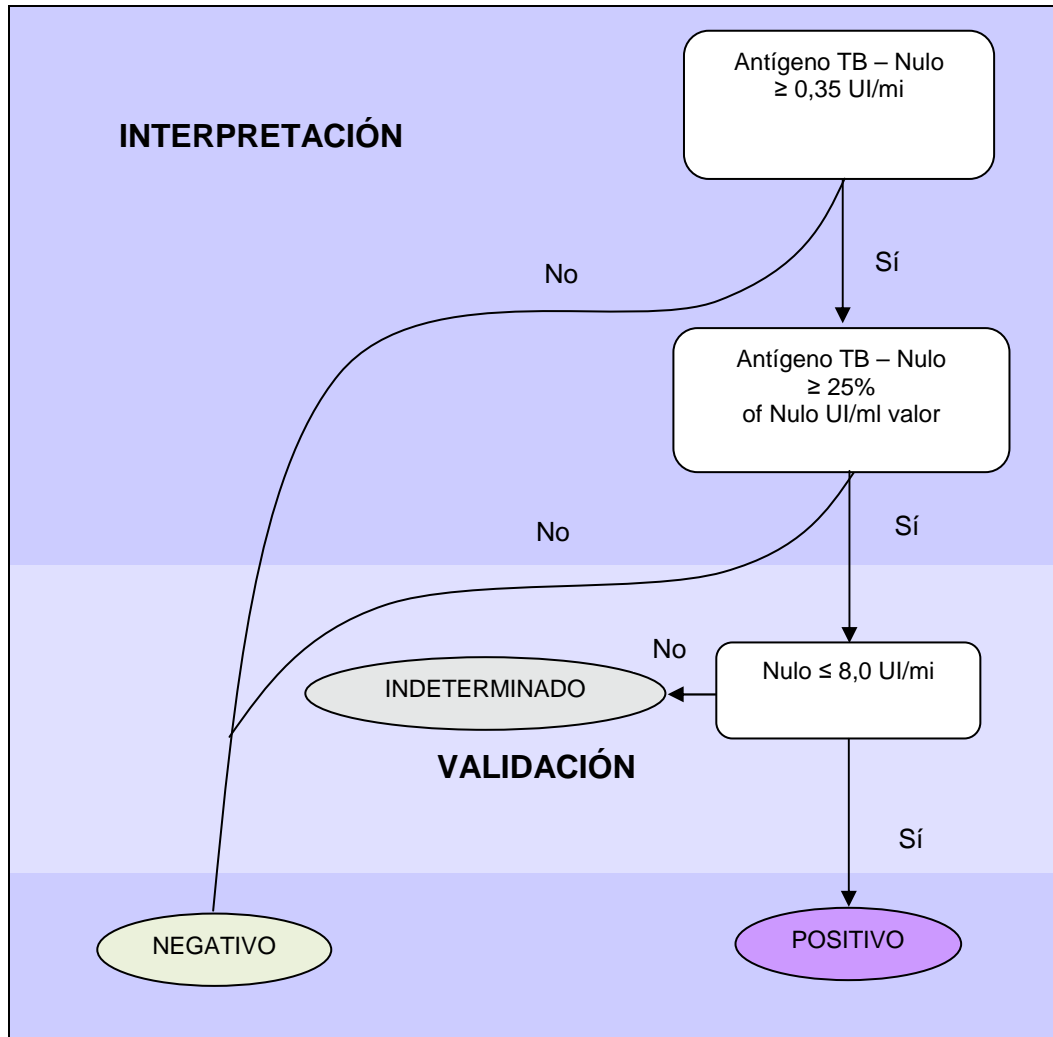 Antígeno TB – Nulo
≥ 0,35 UI/mi
INTERPRETACIÓN
No
Sí
Antígeno TB – Nulo
≥ 25%
of Nulo UI/ml valor
No
Sí
No
Nulo ≤ 8,0 UI/mi
INDETERMINADO
VALIDACIÓN
Sí
NEGATIVO
POSITIVO